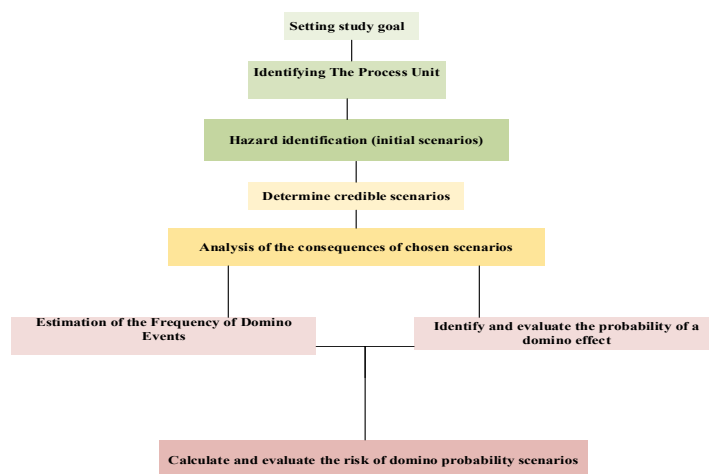 Setting study goal
Identifying The Process Unit
Hazard identification (initial scenarios)
Determine credible scenarios
Analysis of the consequences of chosen scenarios
Estimation of the Frequency of Domino
Events
Identify and evaluate the probability of a
domino effect
Calculate and evaluate the risk of domino probability scenarios